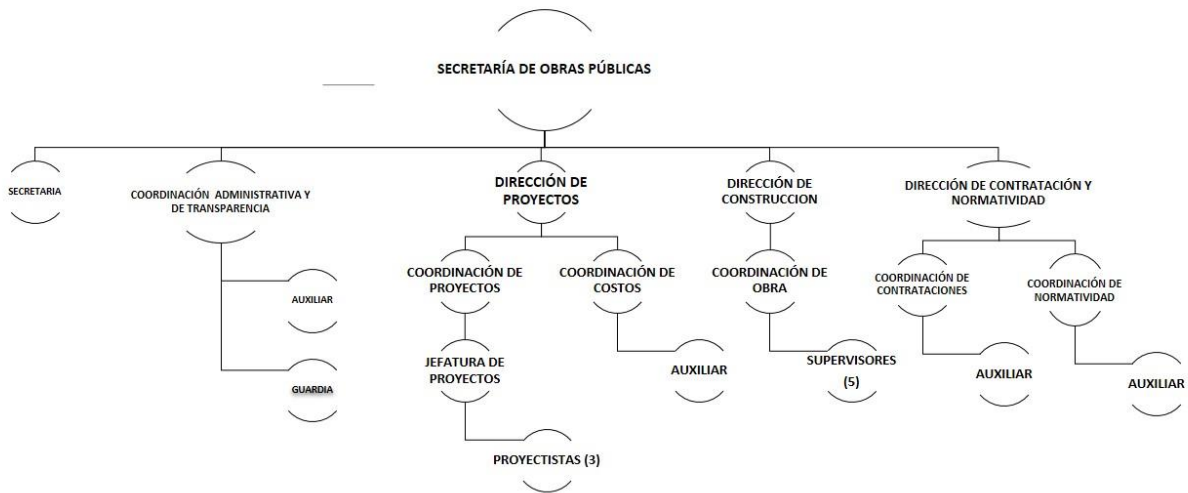 SECRETARÍA DE OBRAS PÚBLICAS
SECRETARIA
COORDINACIÓN ADMINISTRATIVA Y
DE TRANSPARENCIA
DIRECCIÓN DE
PROYECTOS
DIRECCIÓN DE
CONSTRUCCION
DIRECCIÓN DE CONTRATACIÓN Y
NORMATIVIDAD
AUXILIAR
GUARDIA
COORDINACIÓN DE
PROYECTOS
COORDINACIÓN DE
COSTOS
COORDINACIÓN DE
OBRA
COORDINACIÓN DE
CONTRATACIONES
COORDINACIÓN DE
NORMATIVIDAD
JEFATURA DE
PROYECTOS
AUXILIAR
SUPERVISORES
(5)
AUXILIAR
AUXILIAR
PROYECTISTAS (3)